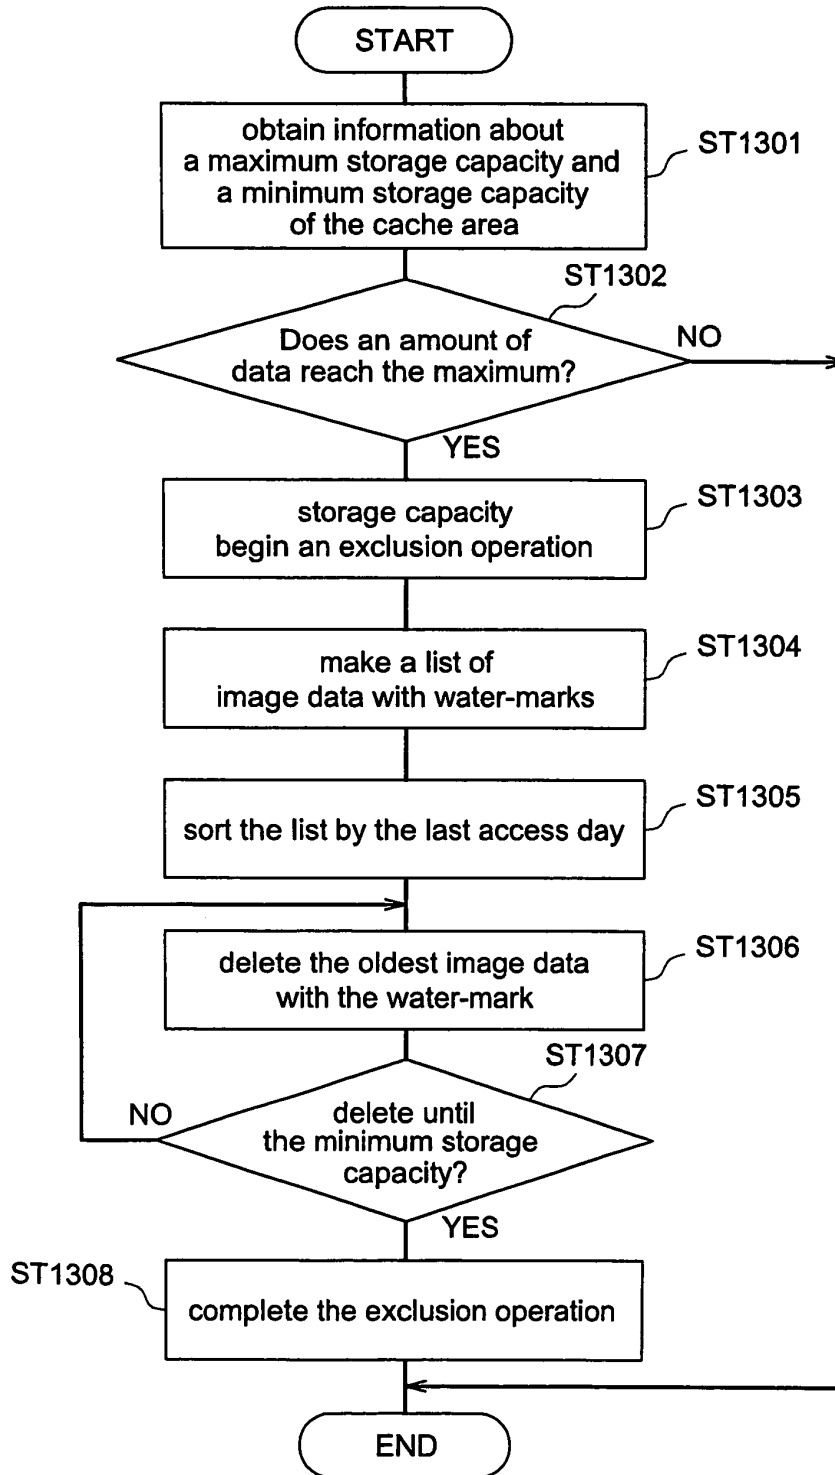 START
obtain information about
a maximum storage capacity and
a minimum storage capacity
of the cache area
ST1301
ST1302
Does an amount of
data reach the maximum?
NO
YES
storage capacity
begin an exclusion operation
ST1303
make a list of
image data with water-marks
ST1304
sort the list by the last access day
ST1305
delete the oldest image data
with the water-mark
ST1306
ST1307
NO
delete until
the minimum storage
capacity?
YES
ST1308
complete the exclusion operation
END